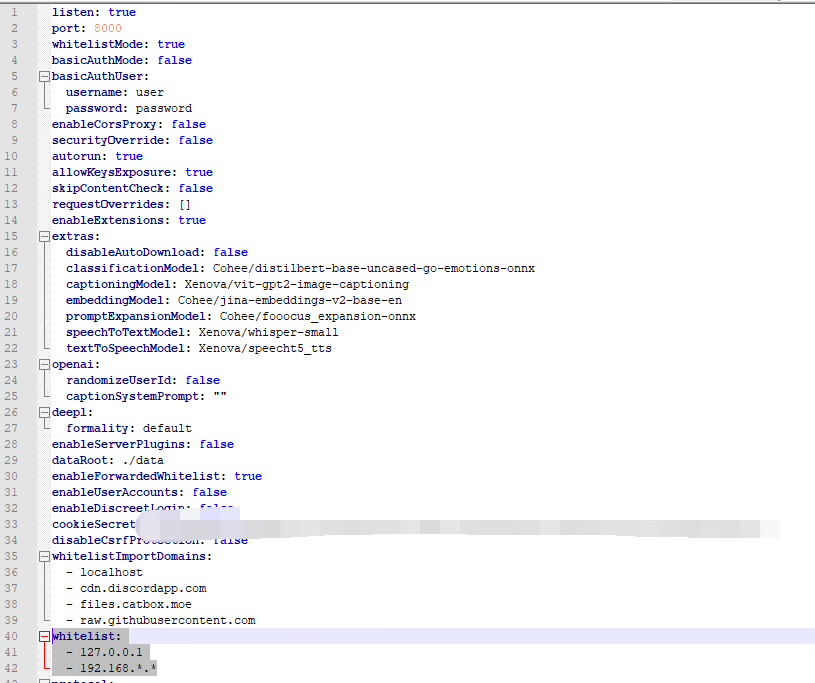 1 listen: true
2 port: 8000
3 whitelistMode: true
4 basicAuthMode: false
5 basicAuthUser:
6 username: user
7 password: password
8 enableCorsProxy: false
9 securityOverride: false
10 autorun: true
11 allowKeysExposure: true
12 skipContentCheck: false
13 requestOverrides: []
14 enableExtensions: true
15 extras:
16 disableAutoDownload: false
17 classificationModel: Cohee/distilbert-base-uncased-go-emotions-onnx
18 captioningModel: Xenova/vit-gpt2-image-captioning
19 embeddingModel: Cohee/jina-embeddings-v2-base-en
20 promptExpansionModel: Cohee/fooocus_expansion-onnx
21 speechToTextModel: Xenova/whisper-small
22 textToSpeechModel: Xenova/speecht5_tts
23 openai:
24 randomizeUserId: false
25 captionSystemPrompt: ""
26 deepl:
27 formality: default
28 enableServerPlugins: false
29 dataRoot: ./data
30 enableForwardedWhitelist: true
31 enableUserAccounts: false
32 enableDiscreetLogin: false
33 cookieSecret
34 disableCsrfProtection: false
35 whitelistImportDomains:
36 - localhost
37 - cdn.discordapp.com
38 - files.catbox.moe
39 - raw.githubusercontent.com
40 whitelist:
41 - 127.0.0.1
42 - 192.168.*.*